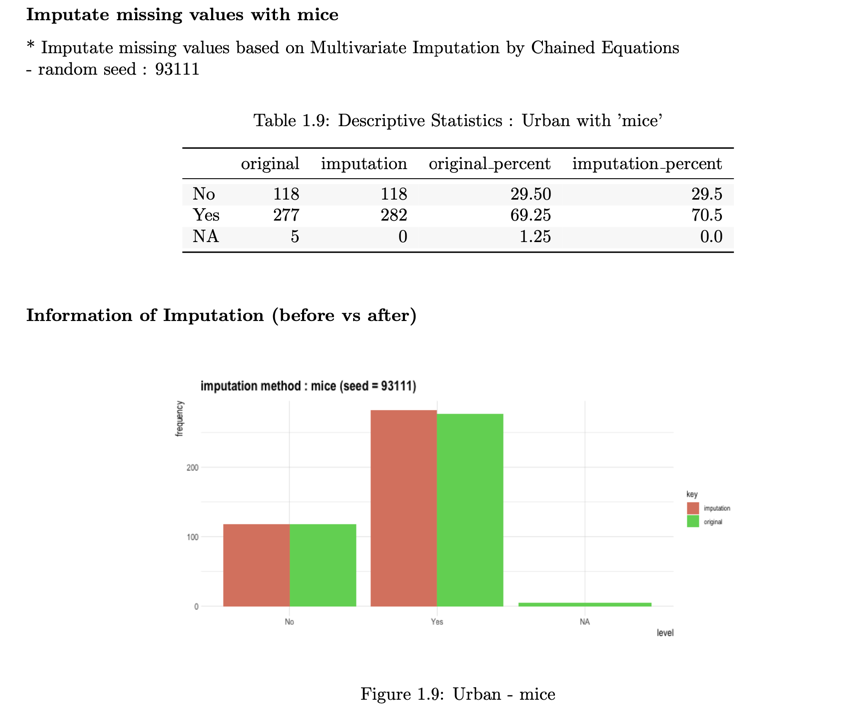 Imputate missing values with mice
* Imputate missing values based on Multivariate Imputation by Chained Equations
- random seed : 93111
Table 1.9: Descriptive Statistics : Urban with 'mice'
original imputation original_percent imputation_percent
No 118 118 29.50 29.5
Yes 277 282 69.25 70.5
NA 5 0 1.25 0.0
Information of Imputation (before vs after)
imputation method : mice (seed = 93111)
frequency
200
100
0
No Yes NA
level
key
imputation
original
Figure 1.9: Urban - mice